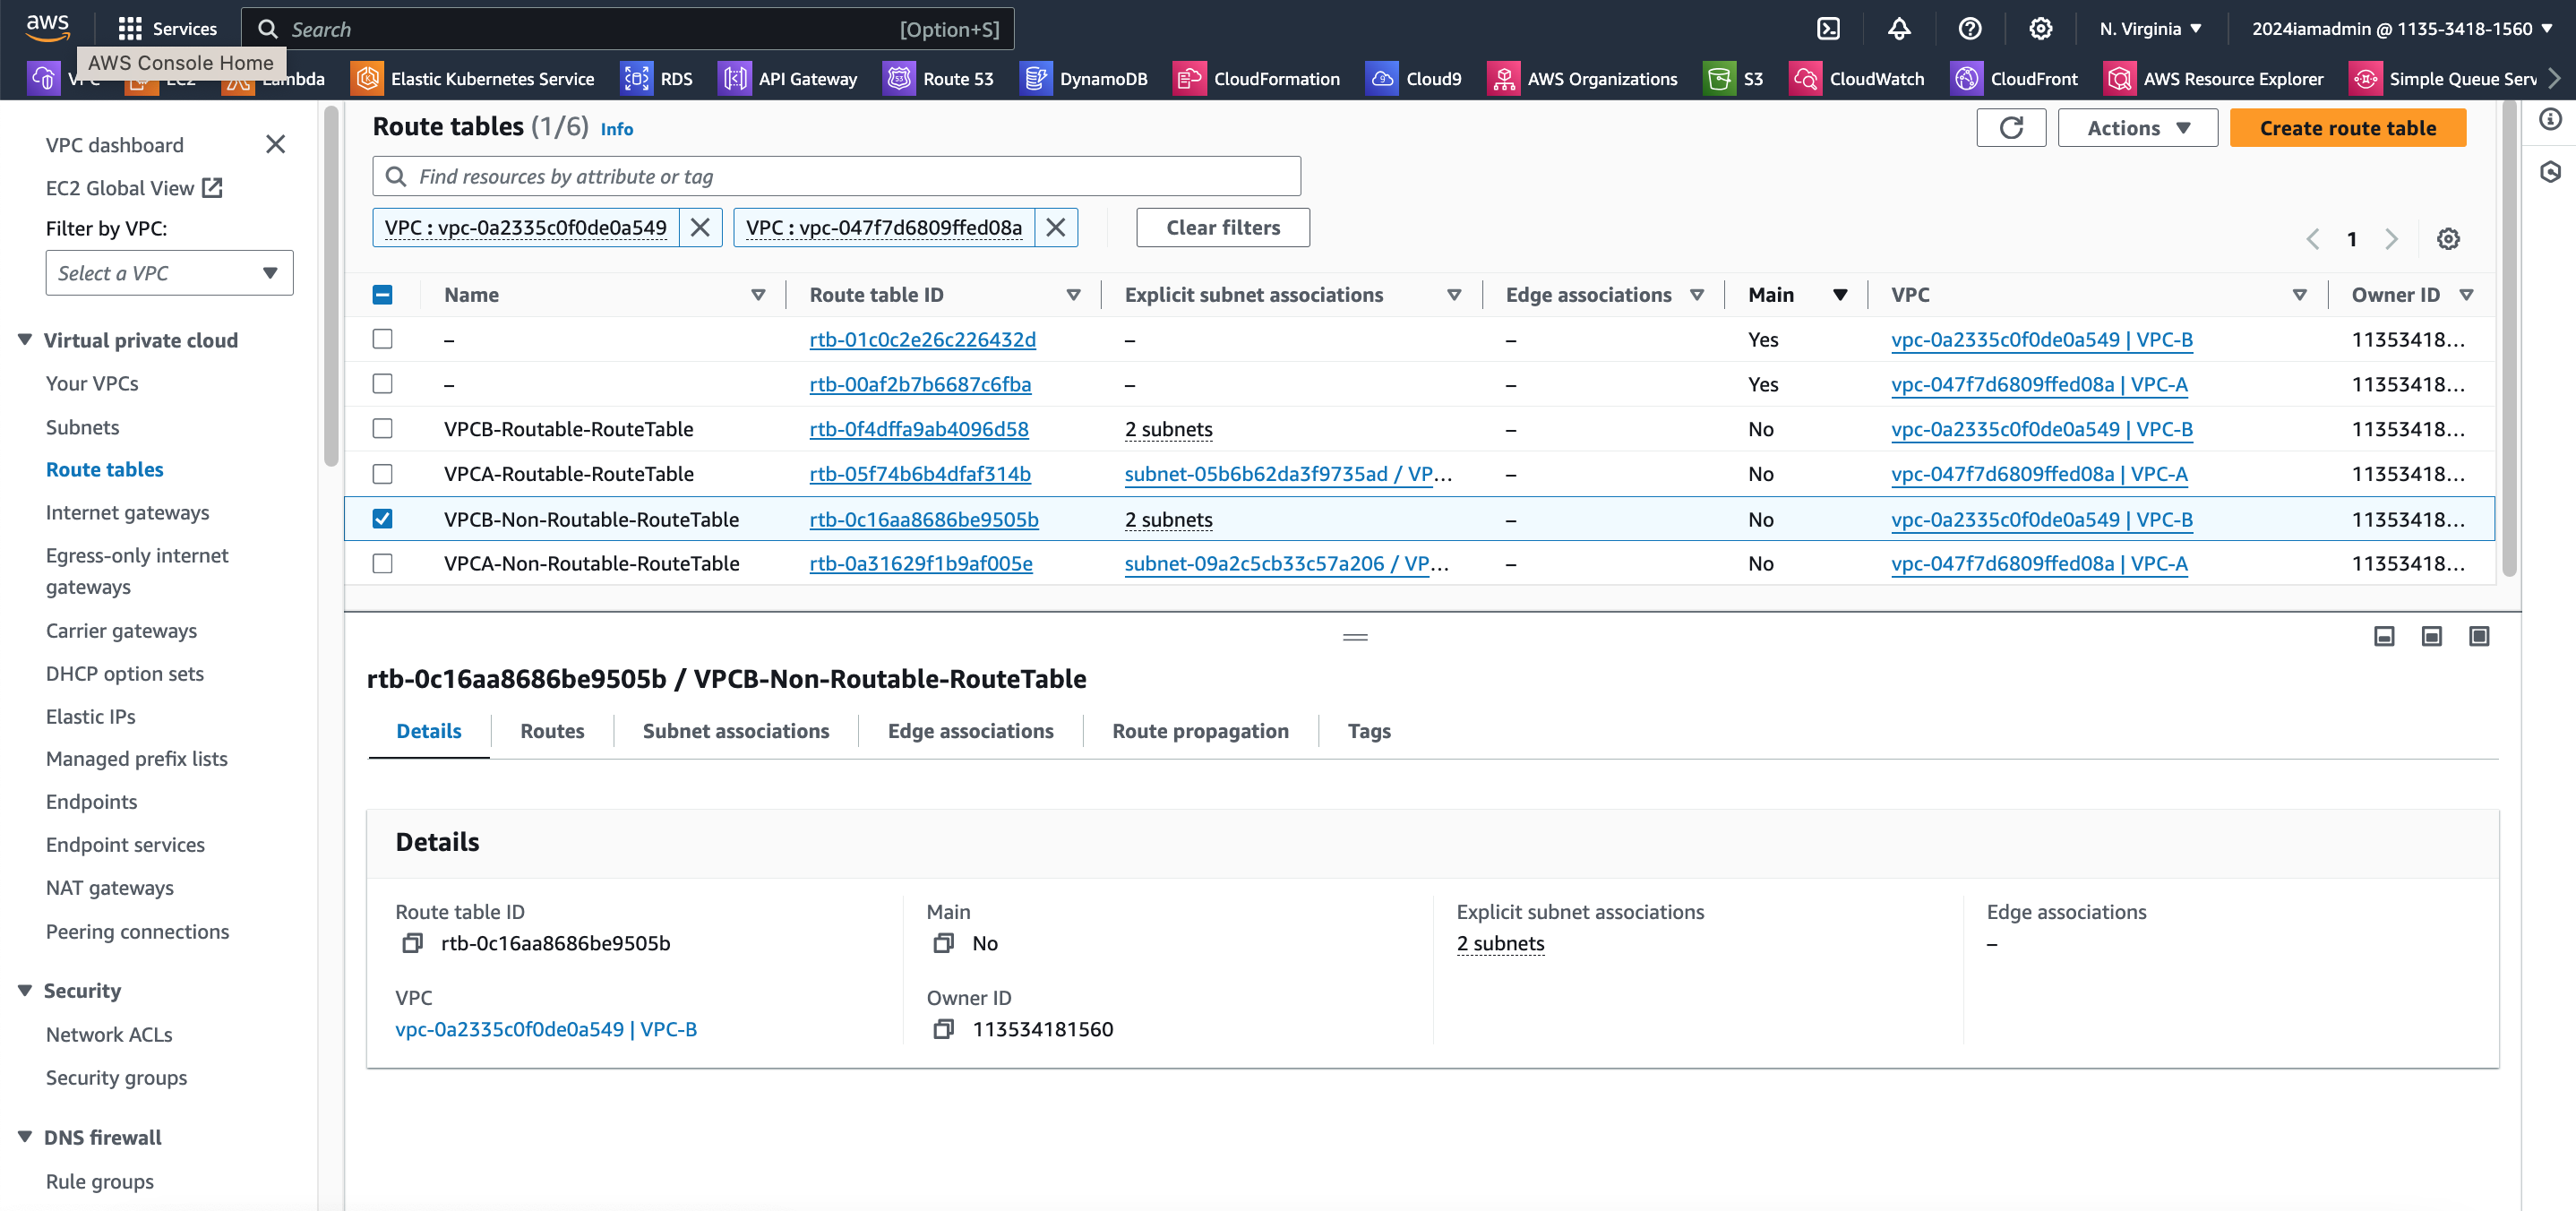 aws
Services
Search
[Option+S]
N. Virginia
2024iamadmin @ 1135-3418-1560
AWS Console Home
Elastic Kubernetes Service
RDS
API Gateway
Route 53
DynamoDB
CloudFormation
Cloud9
AWS Organizations
S3
CloudWatch
CloudFront
AWS Resource Explorer
Simple Queue Serv
VPC dashboard
EC2 Global View
Filter by VPC:
Select a VPC
Virtual private cloud
Your VPCs
Subnets
Route tables
Internet gateways
Egress-only internet
gateways
Carrier gateways
DHCP option sets
Elastic IPs
Managed prefix lists
Endpoints
Endpoint services
NAT gateways
Peering connections
Security
Network ACLs
Security groups
DNS firewall
Rule groups
Route tables (1/6) Info
Actions
Create route table
Find resources by attribute or tag
VPC : vpc-0a2335c0f0de0a549
VPC : vpc-047f7d6809ffed08a
Clear filters
1
Name Route table ID Explicit subnet associations Edge associations Main VPC Owner ID
– rtb-01c0c2e26c226432d – – Yes vpc-0a2335c0f0de0a549 | VPC-B 11353418...
– rtb-00af2b7b6687c6fba – – Yes vpc-047f7d6809ffed08a | VPC-A 11353418...
VPCB-Routable-RouteTable rtb-0f4dffa9ab4096d58 2 subnets – No vpc-0a2335c0f0de0a549 | VPC-B 11353418...
VPCA-Routable-RouteTable rtb-05f74b6b4dfaf314b subnet-05b6b62da3f9735ad / VP... – No vpc-047f7d6809ffed08a | VPC-A 11353418...
VPCB-Non-Routable-RouteTable rtb-0c16aa8686be9505b 2 subnets – No vpc-0a2335c0f0de0a549 | VPC-B 11353418...
VPCA-Non-Routable-RouteTable rtb-0a31629f1b9af005e subnet-09a2c5cb33c57a206 / VP... – No vpc-047f7d6809ffed08a | VPC-A 11353418...
rtb-0c16aa8686be9505b / VPCB-Non-Routable-RouteTable
Details Routes Subnet associations Edge associations Route propagation Tags
Details
Route table ID
rtb-0c16aa8686be9505b
Main
No
Explicit subnet associations
2 subnets
Edge associations
–
VPC
vpc-0a2335c0f0de0a549 | VPC-B
Owner ID
113534181560